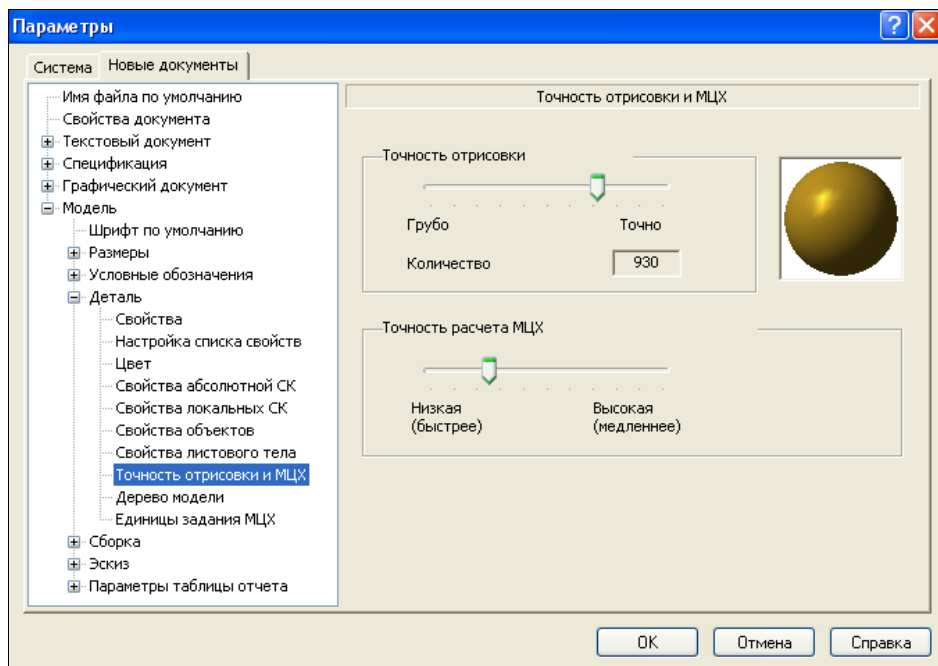 Параметры
Система
Новые документы
Имя файла по умолчанию
Свойства документа
Текстовый документ
Спецификация
Графический документ
Модель
Шрифт по умолчанию
Размеры
Условные обозначения
Деталь
Свойства
Настройка списка свойств
Цвет
Свойства абсолютной СК
Свойства локальных СК
Свойства объектов
Свойства листового тела
Точность отрисовки и МЦХ
Дерево модели
Единицы задания МЦХ
Сборка
Эскиз
Параметры таблицы отчета
Точность отрисовки и МЦХ
Точность отрисовки
Грубо Точно
Количество 930
Точность расчета МЦХ
Низкая Высокая
(быстрее) (медленнее)
OK Отмена Справка